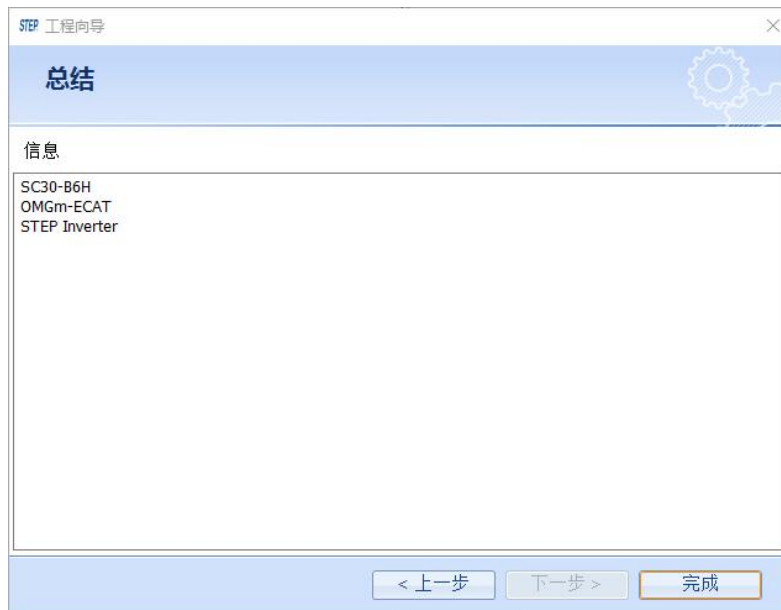 STEP 工程向导
总结
信息
SC30-B6H
OMGm-ECAT
STEP Inverter
< 上一步
下一步 >
完成